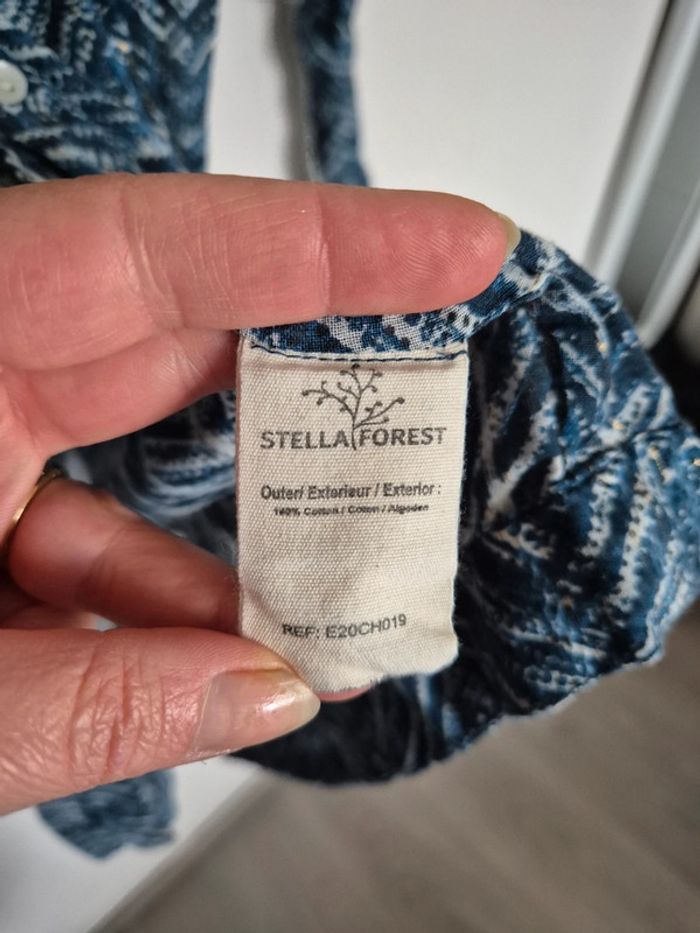 STELLA FOREST
Outer/ Exterieur / Exterior :
100% Cotton / Coton / Algodon
REF: E20CH019